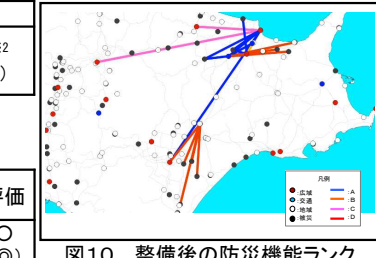 )
評価
○
凡例
:広域
:交通
:地域
:被災
:A
:B
:C
:D
図10 整備後の防災機能ランク